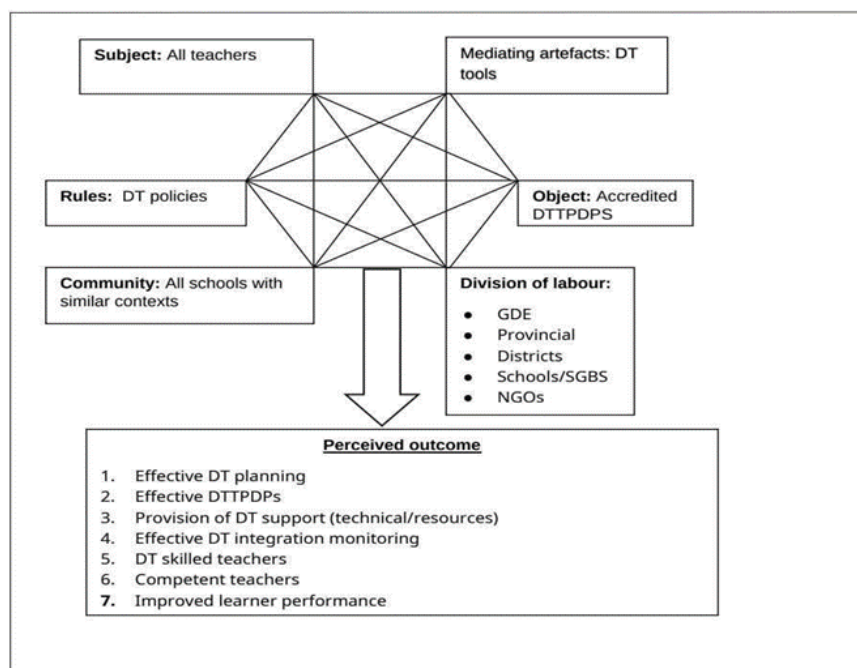 Subject: All teachers
Mediating artefacts: DT
tools
Rules: DT policies
Object: Accredited
DTTPDPS
Community: All schools with
similar contexts
Division of labour:
● GDE
● Provincial
● Districts
● Schools/SGBS
● NGOs
Perceived outcome
1. Effective DT planning
2. Effective DTTPDPs
3. Provision of DT support (technical/resources)
4. Effective DT integration monitoring
5. DT skilled teachers
6. Competent teachers
7. Improved learner performance